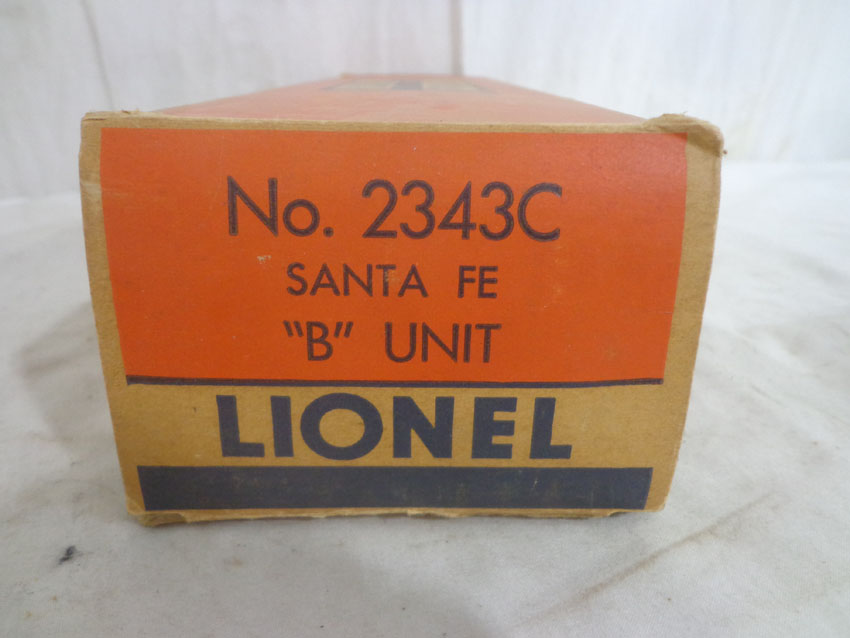 No. 2343C
SANTA FE
"B" UNIT
LIONEL